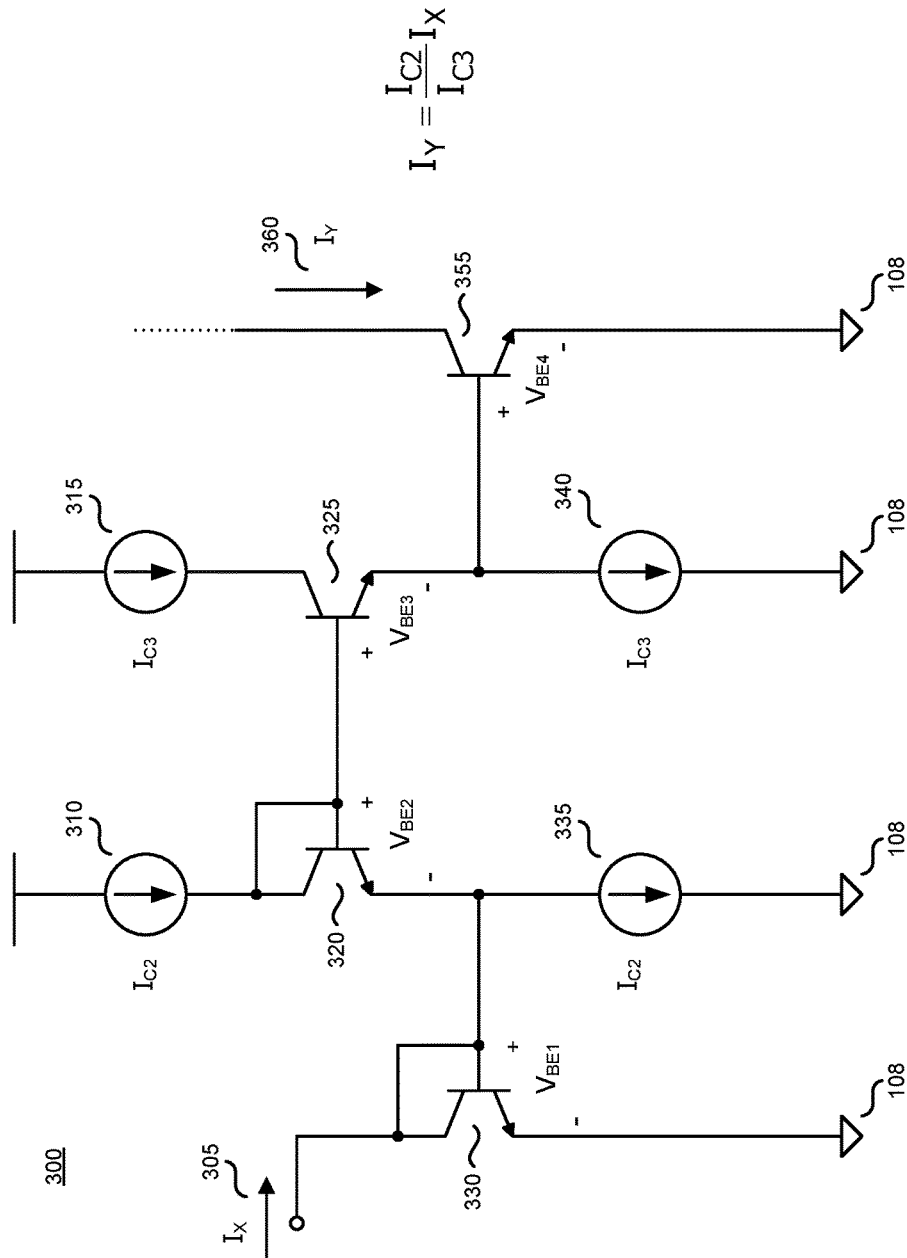 300
305
I_X
330
V_BE1
+
-
108
310
I_C2
320
V_BE2
+
-
335
I_C2
108
315
I_C3
325
V_BE3
+
-
340
I_C3
108
360
I_Y
355
V_BE4
+
-
108
I_Y = I_C2/I_C3 I_X